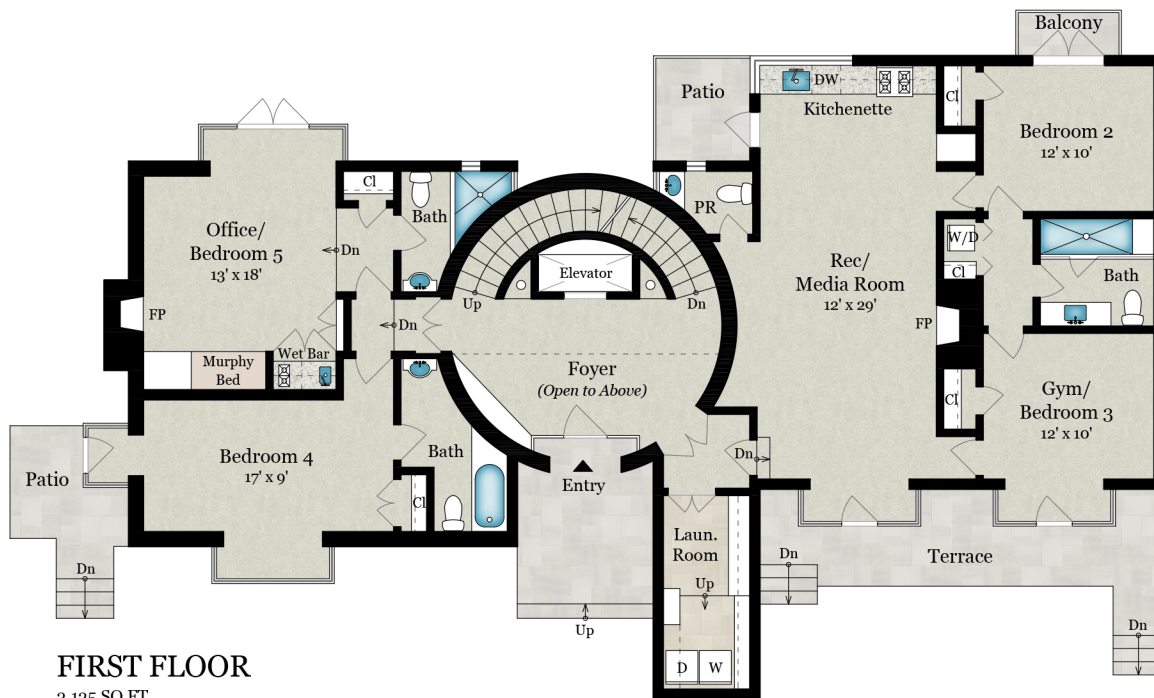 Balcony
Patio
DW
Kitchenette
Cl
Bedroom 2
12' x 10'
Cl
Bath
PR
Office/
Bedroom 5
13' x 18'
Dn
Elevator
Up
Dn
Rec/
Media Room
12' x 29'
W/D
Cl
Bath
FP
Dn
FP
Wet Bar
Murphy
Bed
Foyer
(Open to Above)
Cl
Gym/
Bedroom 3
12' x 10'
Patio
Bedroom 4
17' x 9'
Bath
Cl
Entry
Dn
Laun.
Room
Up
Terrace
Dn
Dn
Up
Dn
D
W
FIRST FLOOR